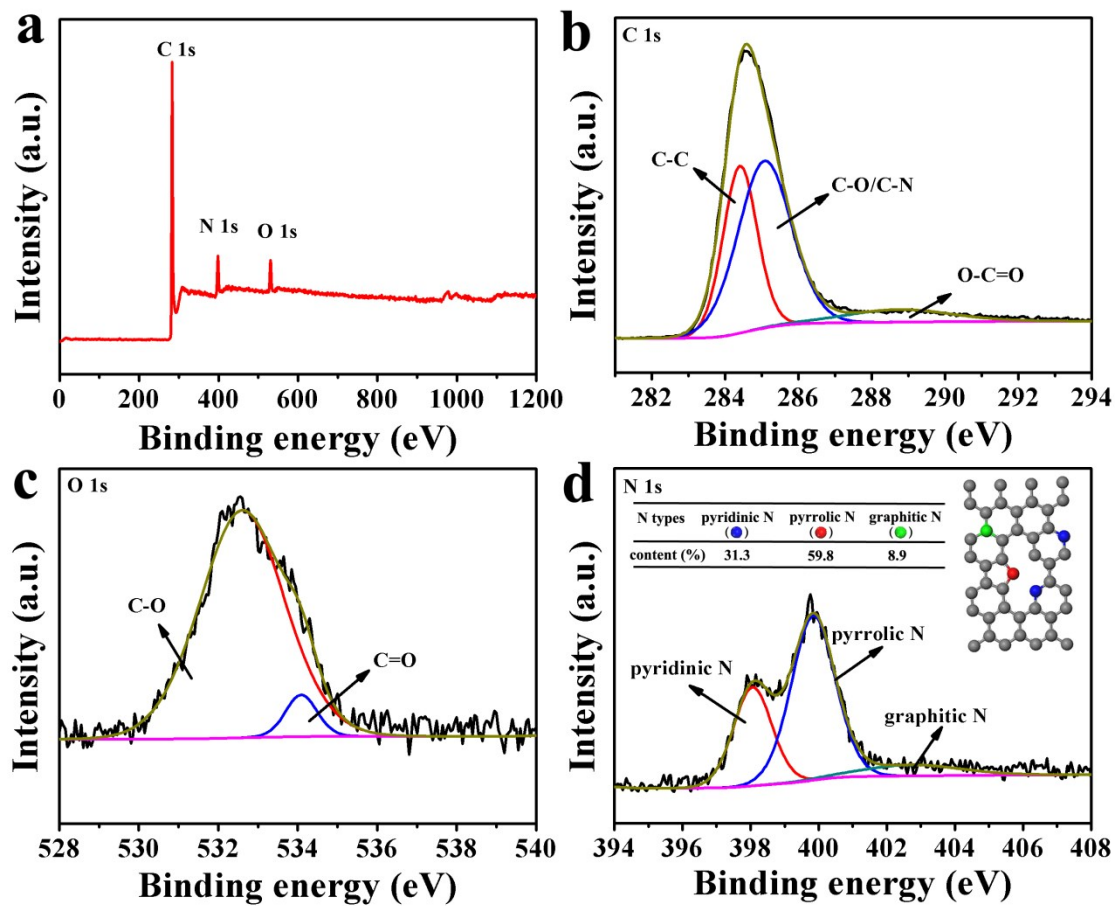 a
C 1s
N 1s
O 1s
Intensity (a.u.)
0 200 400 600 800 1000 1200
Binding energy (eV)
b
C 1s
C-C
C-O/C-N
O-C=O
Intensity (a.u.)
282 284 286 288 290 292 294
Binding energy (eV)
c
O 1s
C-O
C=O
Intensity (a.u.)
528 530 532 534 536 538 540
Binding energy (eV)
d
N 1s
N types pyridinic N pyrrolic N graphitic N
( ) ( ) ( )
content (%) 31.3 59.8 8.9
pyridinic N
pyrrolic N
graphitic N
Intensity (a.u.)
394 396 398 400 402 404 406 408
Binding energy (eV)